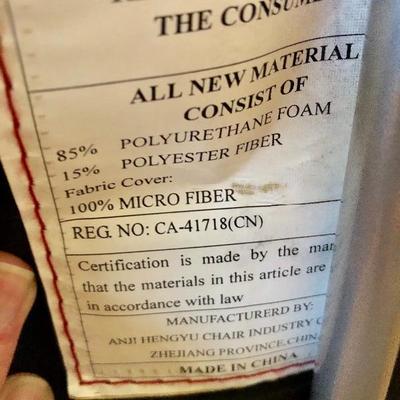 THE CONSUME
ALL NEW MATERIAL
CONSIST OF
85% POLYURETHANE FOAM
15% POLYESTER FIBER
Fabric Cover:
100% MICRO FIBER
REG. NO: CA-41718(CN)
Certification is made by the man
that the materials in this article are
in accordance with law
MANUFACTURERD BY:
ANJI HENGYU CHAIR INDUSTRY C
ZHEJIANG PROVINCE,CHIN
MADE IN CHINA